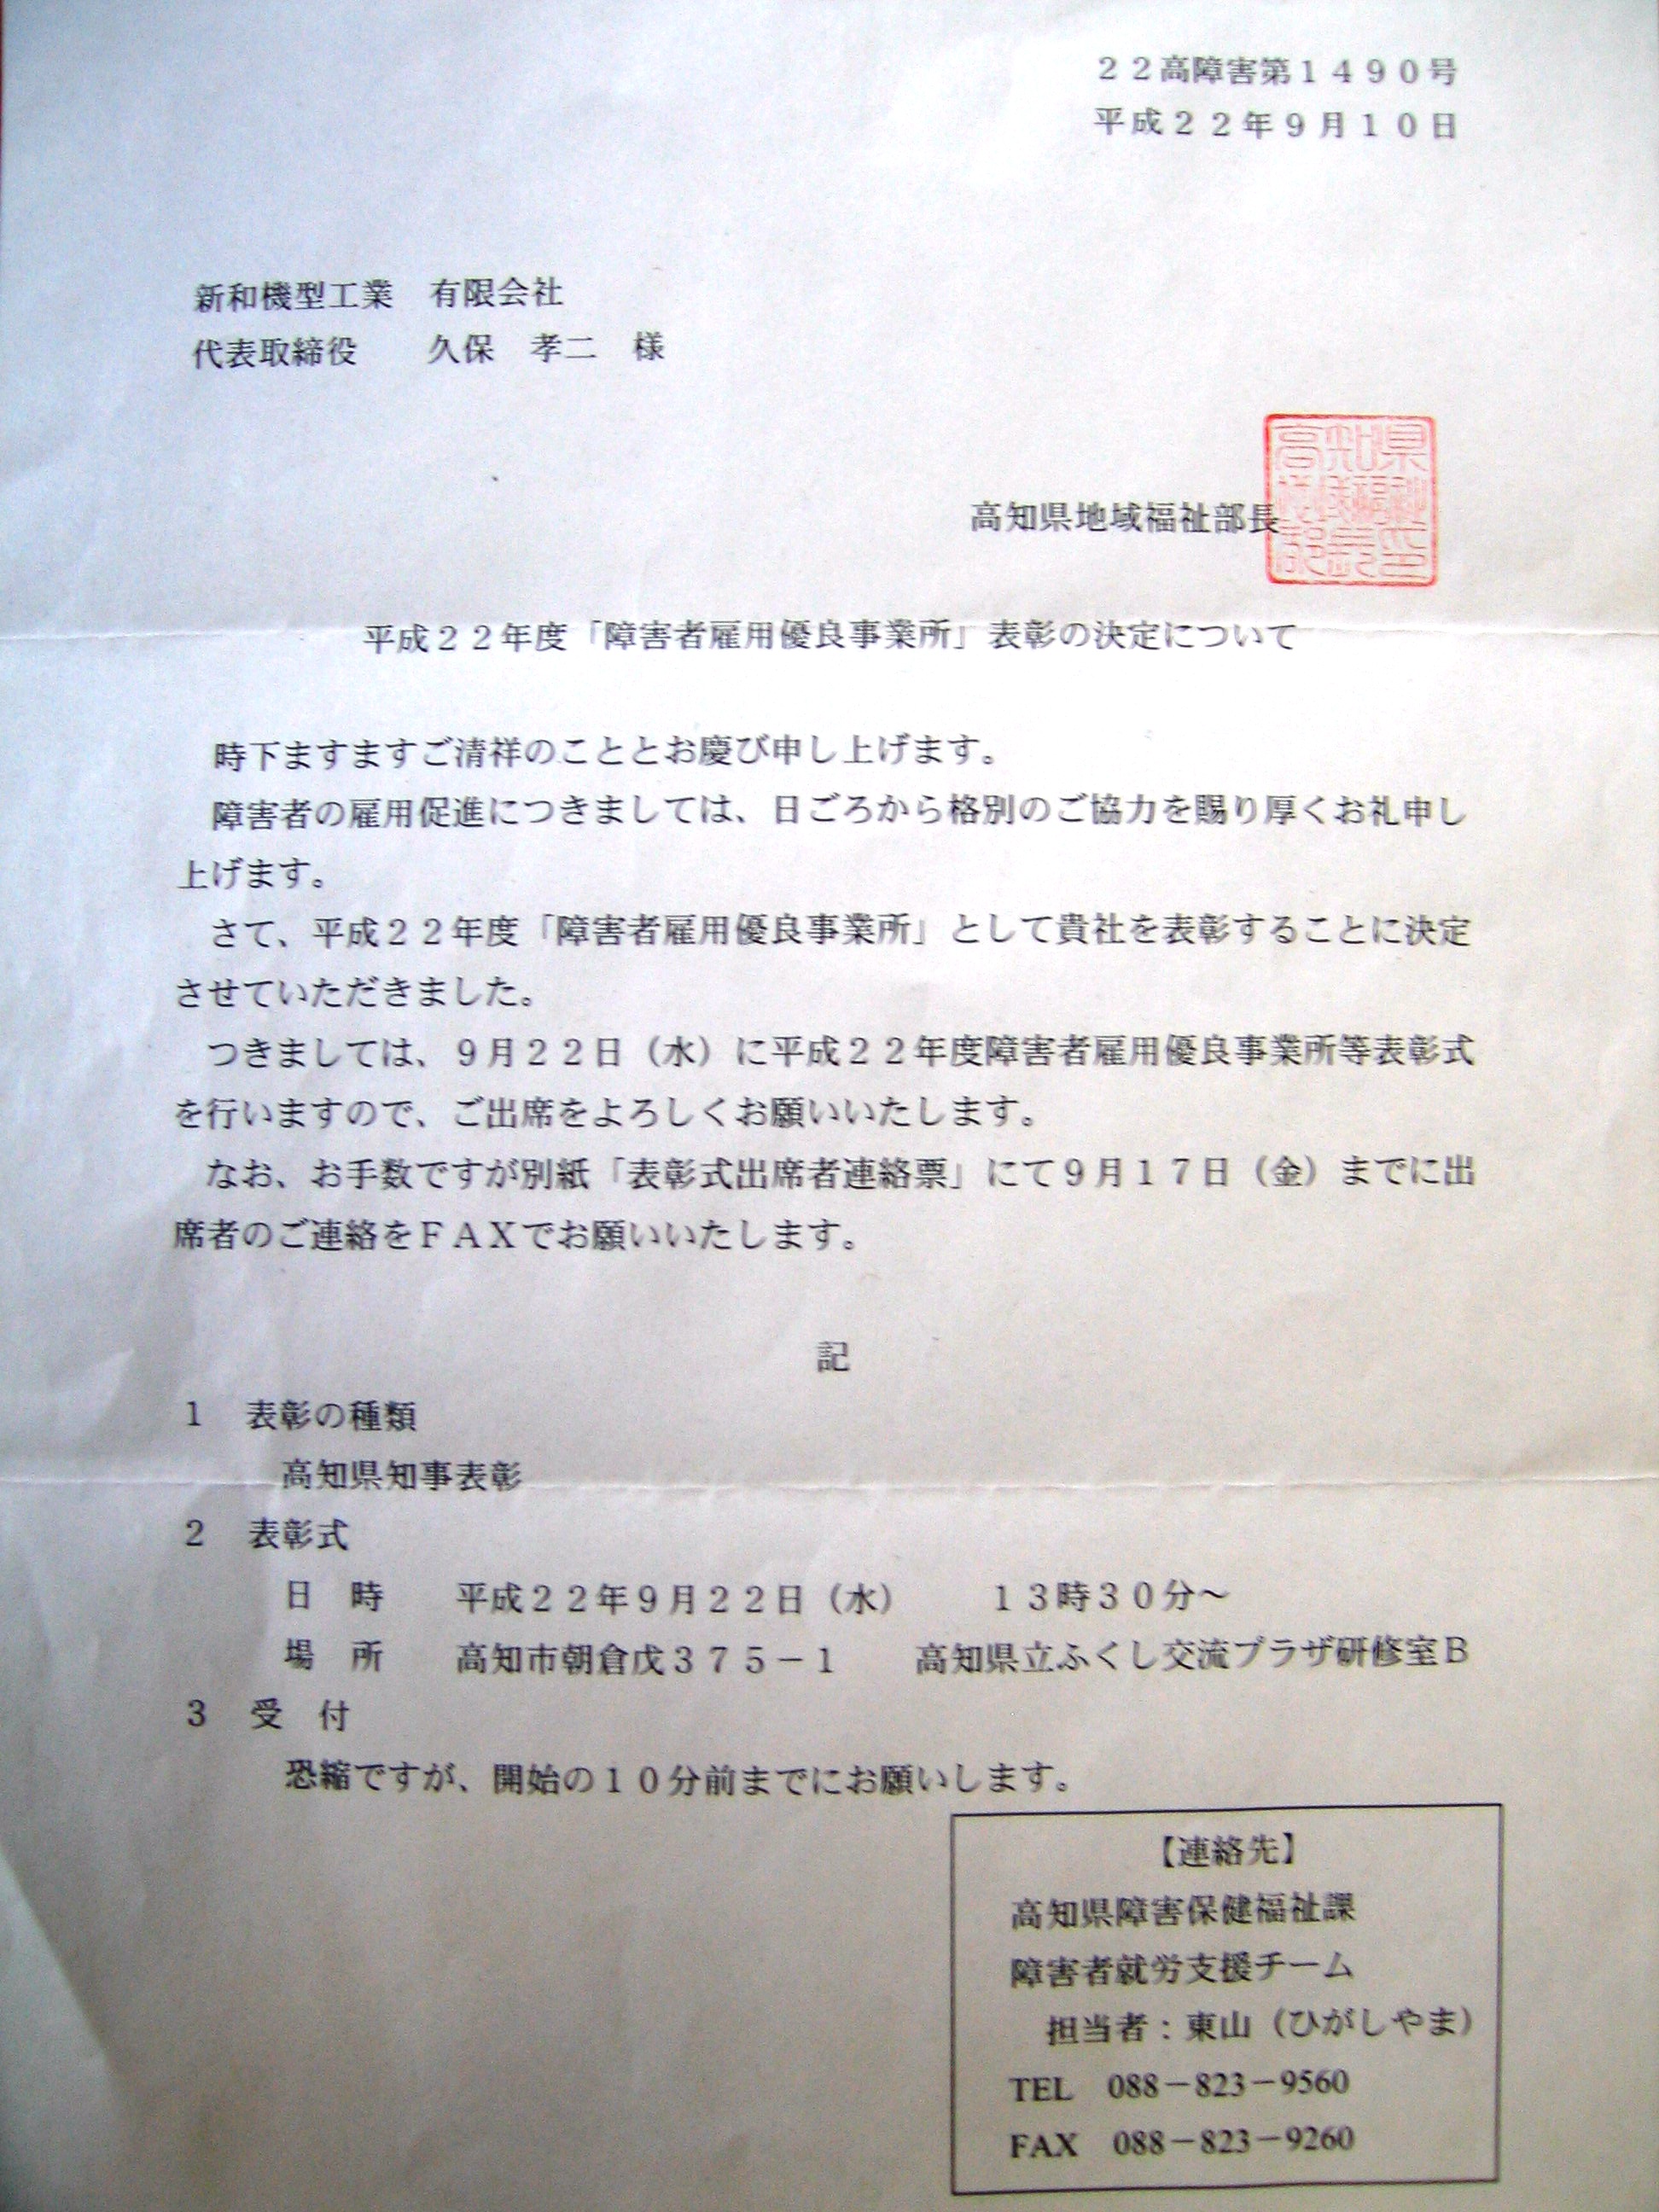 ２２高障害第１４９０号
平成２２年９月１０日
新和機型工業　有限会社
代表取締役　　久保　孝二　様
高知県地域福祉部長
平成２２年度「障害者雇用優良事業所」表彰の決定について
時下ますますご清祥のこととお慶び申し上げます。
障害者の雇用促進につきましては、日ごろから格別のご協力を賜り厚くお礼申し
上げます。
さて、平成２２年度「障害者雇用優良事業所」として貴社を表彰することに決定
させていただきました。
つきましては、９月２２日（水）に平成２２年度障害者雇用優良事業所等表彰式
を行いますので、ご出席をよろしくお願いいたします。
なお、お手数ですが別紙「表彰式出席者連絡票」にて９月１７日（金）までに出
席者のご連絡をＦＡＸでお願いいたします。
記
１　表彰の種類
高知県知事表彰
２　表彰式
日　時　　平成２２年９月２２日（水）　　１３時３０分～
場　所　　高知市朝倉戊３７５－１　　高知県立ふくし交流プラザ研修室Ｂ
３　受　付
恐縮ですが、開始の１０分前までにお願いします。
【連絡先】
高知県障害保健福祉課
障害者就労支援チーム
担当者：東山（ひがしやま）
TEL　088－823－9560
FAX　088－823－9260